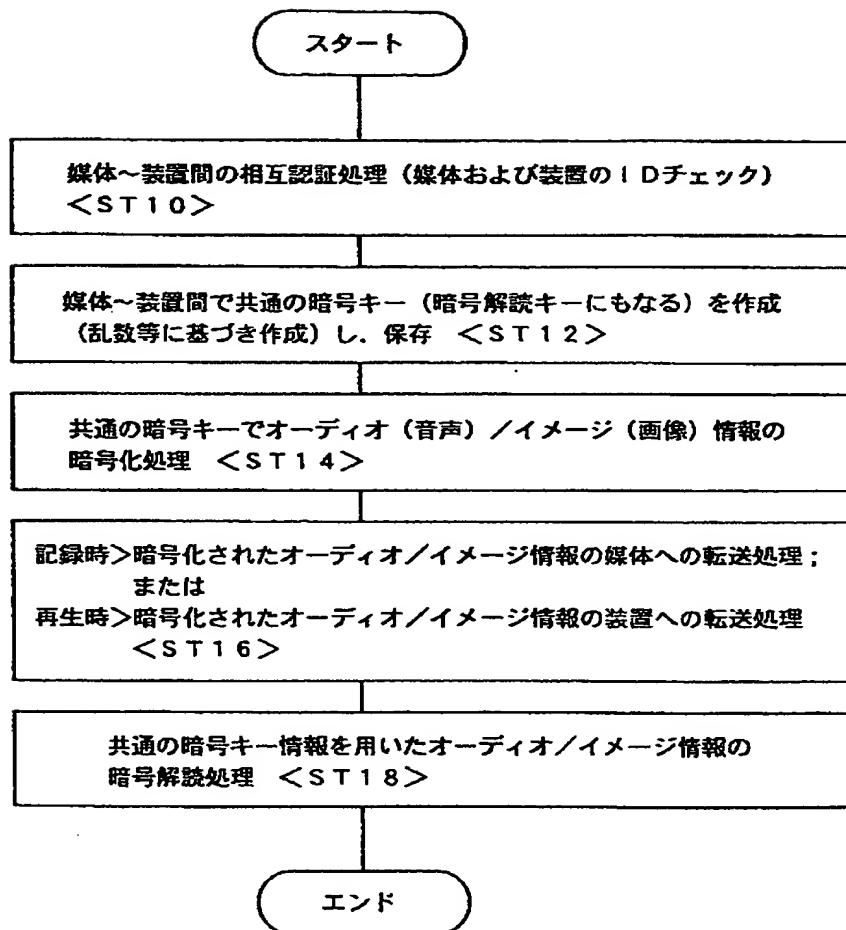 スタート
媒体～装置間の相互認証処理（媒体および装置のＩＤチェック）
＜ＳＴ１０＞
媒体～装置間で共通の暗号キー（暗号解読キーにもなる）を作成
（乱数等に基づき作成）し．保存　＜ＳＴ１２＞
共通の暗号キーでオーディオ（音声）／イメージ（画像）情報の
暗号化処理　＜ＳＴ１４＞
記録時＞暗号化されたオーディオ／イメージ情報の媒体への転送処理；
または
再生時＞暗号化されたオーディオ／イメージ情報の装置への転送処理
＜ＳＴ１６＞
共通の暗号キー情報を用いたオーディオ／イメージ情報の
暗号解読処理　＜ＳＴ１８＞
エンド